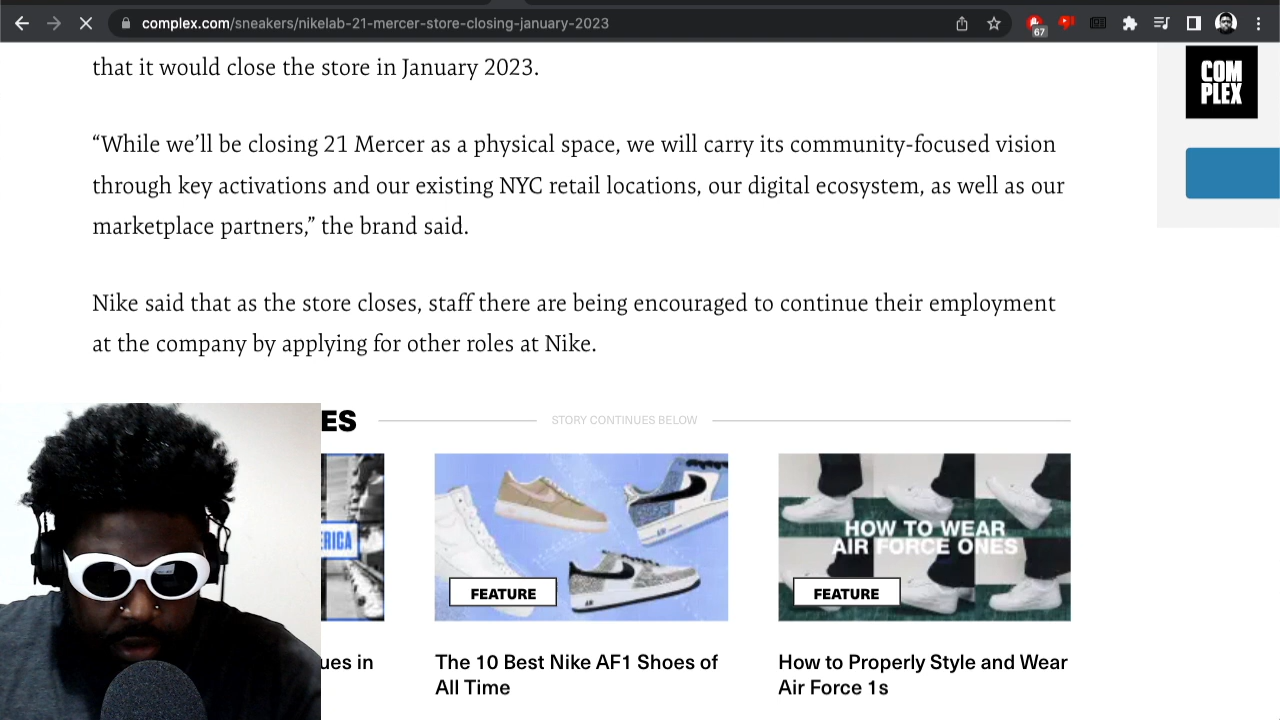 complex.com/sneakers/nikelab-21-mercer-store-closing-january-2023
67
that it would close the store in January 2023.
COM
PLEX
“While we’ll be closing 21 Mercer as a physical space, we will carry its community-focused vision
through key activations and our existing NYC retail locations, our digital ecosystem, as well as our
marketplace partners,” the brand said.
Nike said that as the store closes, staff there are being encouraged to continue their employment
at the company by applying for other roles at Nike.
ES
STORY CONTINUES BELOW
ERICA
FEATURE
HOW TO WEAR
AIR FORCE ONES
FEATURE
ues in
The 10 Best Nike AF1 Shoes of
All Time
How to Properly Style and Wear
Air Force 1s